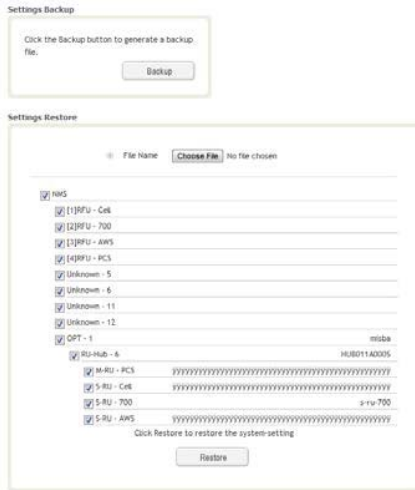 Settings Backup
Click the Backup button to generate a backup
file.
Backup
Settings Restore
File Name Choose File No file chosen
NMS
[1]RFU - Cell
[2]RFU - 700
[3]RFU - AWS
[4]RFU - PCS
Unknown - 5
Unknown - 6
Unknown - 11
Unknown - 12
OPT - 1 misba
RU-Hub - 6 HUB011A0005
M-RU - PCS
S-RU - Cell
S-RU - 700 s-ru-700
S-RU - AWS
Click Restore to restore the system-setting
Restore